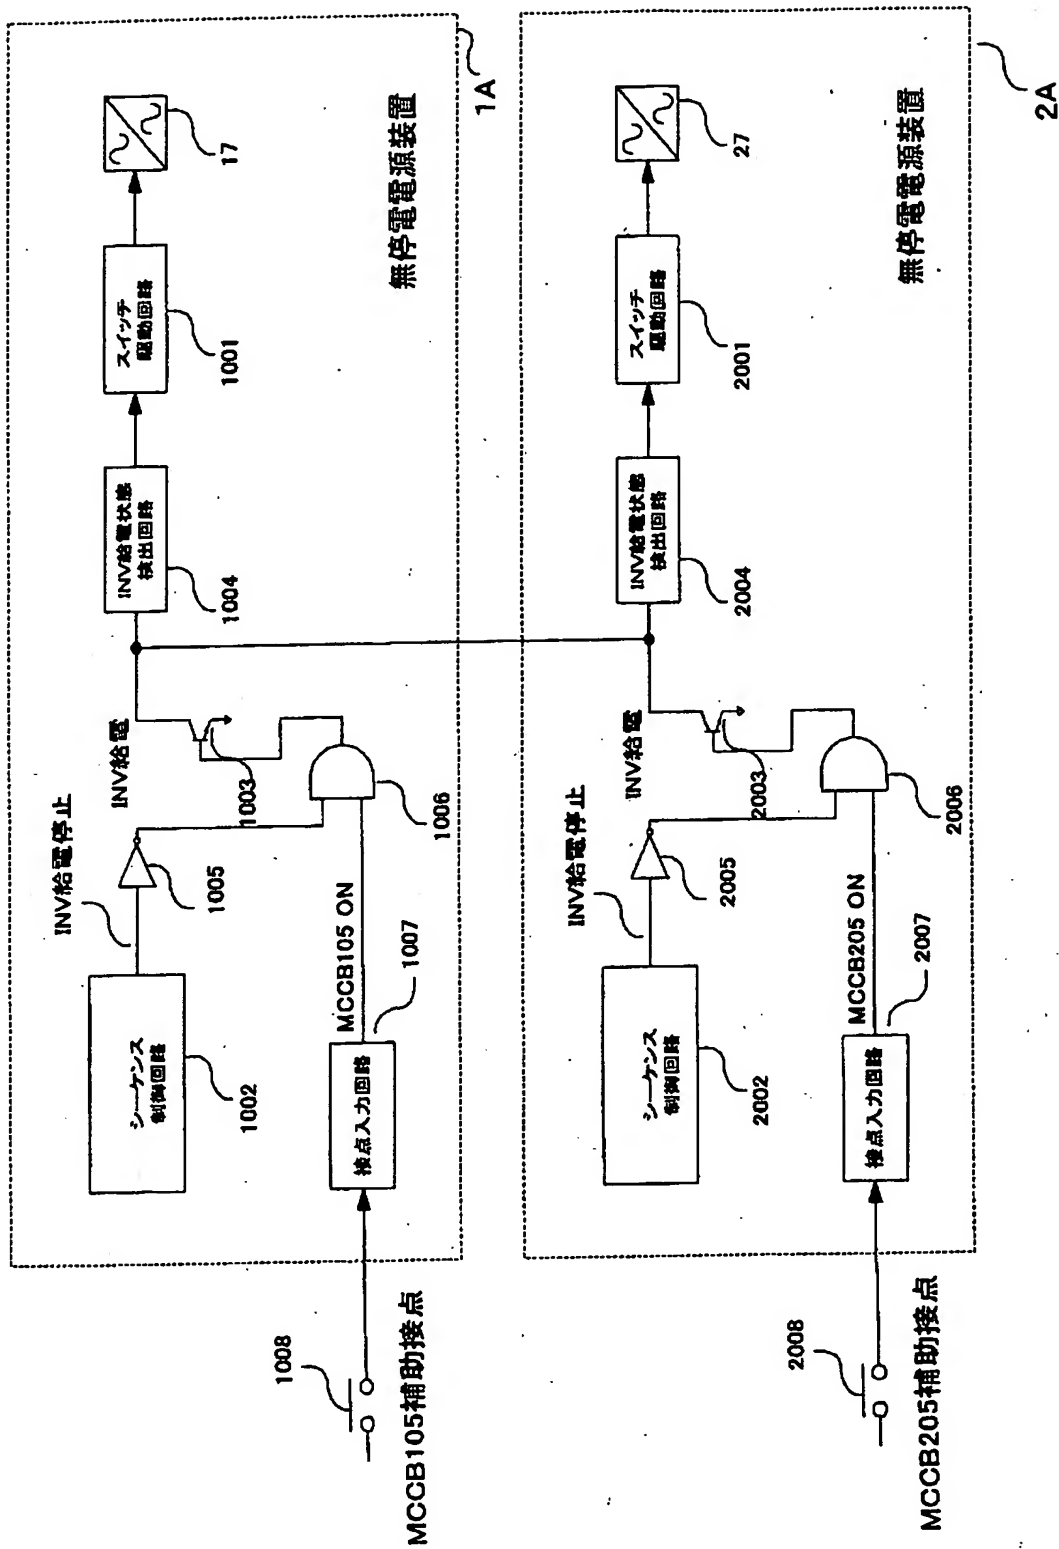 1A
無停電電源装置
17
スイッチ
駆動回路
1001
INV給電状態
検出回路
1004
INV給電
1003
1006
INV給電停止
1005
MCCB105 ON
1007
シーケンス
制御回路
1002
接点入力回路
1008
MCCB105補助接点
2A
無停電電源装置
27
スイッチ
駆動回路
2001
INV給電状態
検出回路
2004
INV給電
2003
2006
INV給電停止
2005
MCCB205 ON
2007
シーケンス
制御回路
2002
接点入力回路
2008
MCCB205補助接点